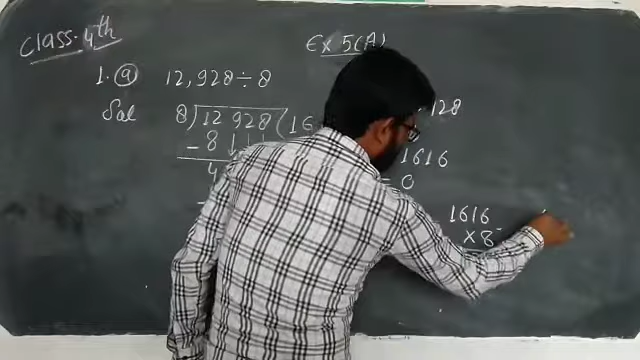 Class-4th
Ex 5(A)
1. (a) 12,928 ÷ 8
Sol 8) 12 928 (16
128
- 8
4
1616
= 0
1616
×8